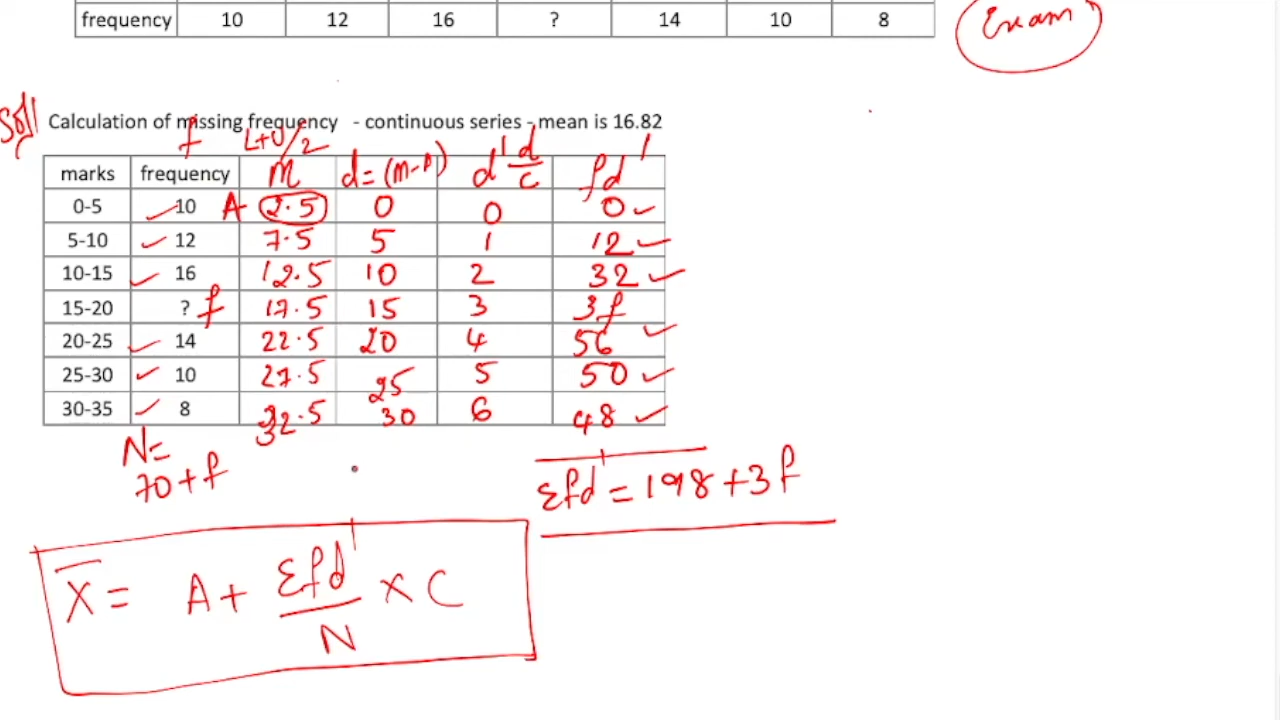 frequency 10 12 16 ? 14 10 8
Exam
Sol
Calculation of missing frequency - continuous series - mean is 16.82
f L+U/2 d' d/c
marks frequency m d=(m-A) fd'
0-5 10 A 2.5 0 0 0
5-10 12 7.5 5 1 12
10-15 16 12.5 10 2 32
15-20 ? f 17.5 15 3 3f
20-25 14 22.5 20 4 56
25-30 10 27.5 25 5 50
30-35 8 32.5 30 6 48
N=
70+f
Σfd' = 198+3f
X̄ = A + Σfd'/N × C